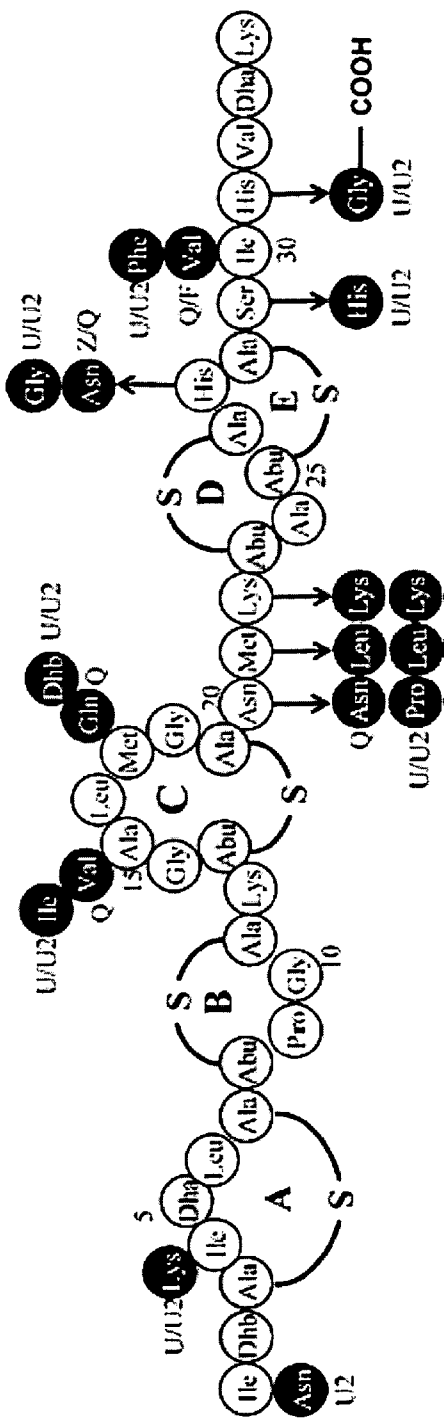 Ile Dhb Ala Ile Dha Leu Ala Abu Pro Gly Ala Lys Abu Gly Ala Leu Met Gly Ala Asn Met Lys Abu Ala Abu Ala His Ala Ser Ile His Val Dha Lys
5
10
15
20
25
30
A
S
B
S
C
S
D
S
E
S
Asn
U2
U/U2 Lys
U/U2 Ile
Val
Q
Dhb U/U2
Gln Q
Q Asn Leu Lys
U/U2 Pro Leu Lys
Gly U/U2
Asn Z/Q
His
U/U2
U/U2 Phe
Q/F Val
Gly COOH
U/U2